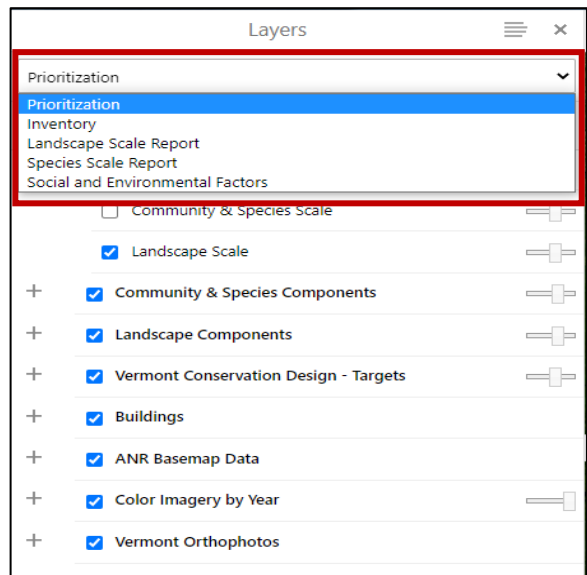 Layers
Prioritization
Prioritization
Inventory
Landscape Scale Report
Species Scale Report
Social and Environmental Factors
Community & Species Scale
Landscape Scale
Community & Species Components
Landscape Components
Vermont Conservation Design - Targets
Buildings
ANR Basemap Data
Color Imagery by Year
Vermont Orthophotos